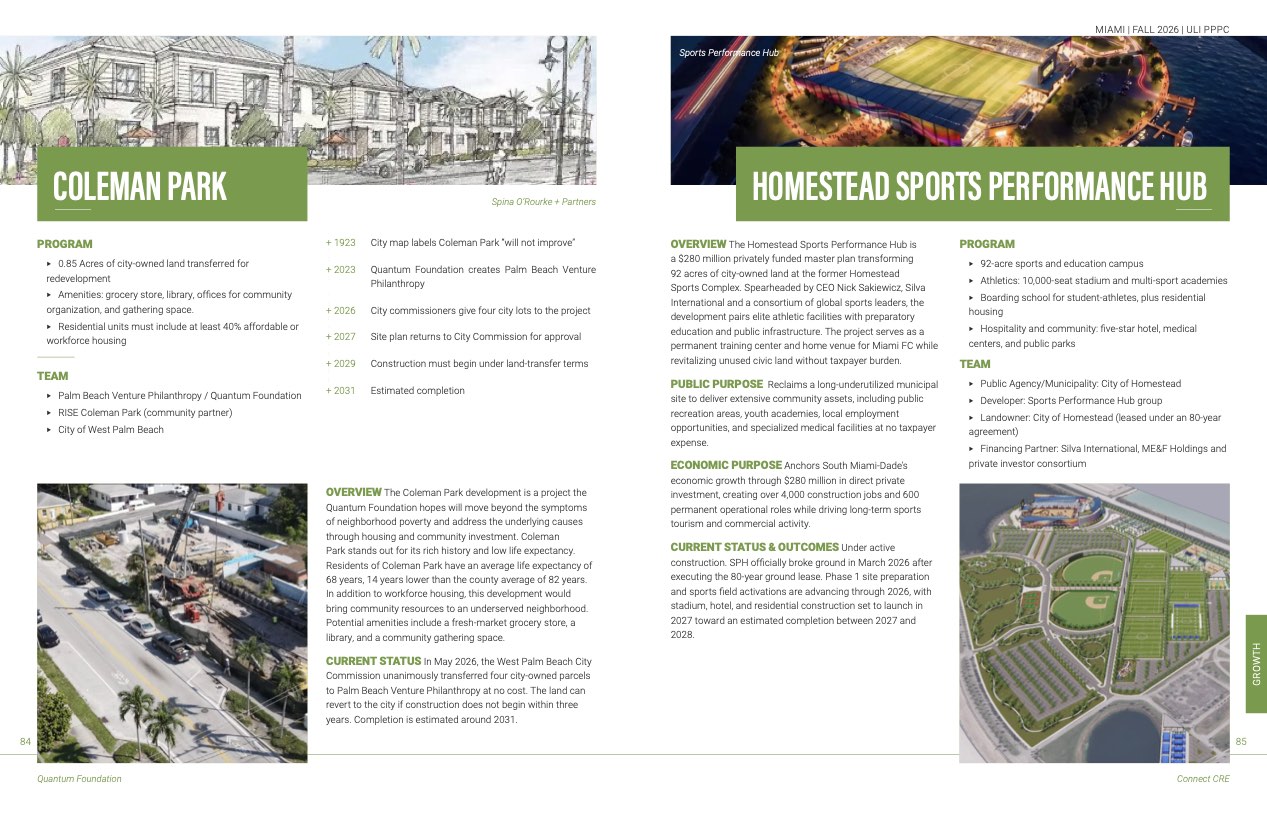 COLEMAN PARK
Spina O'Rourke + Partners
PROGRAM
▸ 0.85 Acres of city-owned land transferred for
redevelopment
▸ Amenities: grocery store, library, offices for community
organization, and gathering space.
▸ Residential units must include at least 40% affordable or
workforce housing
TEAM
▸ Palm Beach Venture Philanthropy / Quantum Foundation
▸ RISE Coleman Park (community partner)
▸ City of West Palm Beach
+ 1923 City map labels Coleman Park "will not improve"
+ 2023 Quantum Foundation creates Palm Beach Venture
Philanthropy
+ 2026 City commissioners give four city lots to the project
+ 2027 Site plan returns to City Commission for approval
+ 2029 Construction must begin under land-transfer terms
+ 2031 Estimated completion
OVERVIEW The Coleman Park development is a project the
Quantum Foundation hopes will move beyond the symptoms
of neighborhood poverty and address the underlying causes
through housing and community investment. Coleman
Park stands out for its rich history and low life expectancy.
Residents of Coleman Park have an average life expectancy of
68 years, 14 years lower than the county average of 82 years.
In addition to workforce housing, this development would
bring community resources to an underserved neighborhood.
Potential amenities include a fresh-market grocery store, a
library, and a community gathering space.
CURRENT STATUS In May 2026, the West Palm Beach City
Commission unanimously transferred four city-owned parcels
to Palm Beach Venture Philanthropy at no cost. The land can
revert to the city if construction does not begin within three
years. Completion is estimated around 2031.
84
Quantum Foundation
MIAMI | FALL 2026 | ULI PPPC
Sports Performance Hub
HOMESTEAD SPORTS PERFORMANCE HUB
OVERVIEW The Homestead Sports Performance Hub is
a $280 million privately funded master plan transforming
92 acres of city-owned land at the former Homestead
Sports Complex. Spearheaded by CEO Nick Sakiewicz, Silva
International and a consortium of global sports leaders, the
development pairs elite athletic facilities with preparatory
education and public infrastructure. The project serves as a
permanent training center and home venue for Miami FC while
revitalizing unused civic land without taxpayer burden.
PUBLIC PURPOSE Reclaims a long-underutilized municipal
site to deliver extensive community assets, including public
recreation areas, youth academies, local employment
opportunities, and specialized medical facilities at no taxpayer
expense.
ECONOMIC PURPOSE Anchors South Miami-Dade's
economic growth through $280 million in direct private
investment, creating over 4,000 construction jobs and 600
permanent operational roles while driving long-term sports
tourism and commercial activity.
CURRENT STATUS & OUTCOMES Under active
construction. SPH officially broke ground in March 2026 after
executing the 80-year ground lease. Phase 1 site preparation
and sports field activations are advancing through 2026, with
stadium, hotel, and residential construction set to launch in
2027 toward an estimated completion between 2027 and
2028.
PROGRAM
▸ 92-acre sports and education campus
▸ Athletics: 10,000-seat stadium and multi-sport academies
▸ Boarding school for student-athletes, plus residential
housing
▸ Hospitality and community: five-star hotel, medical
centers, and public parks
TEAM
▸ Public Agency/Municipality: City of Homestead
▸ Developer: Sports Performance Hub group
▸ Landowner: City of Homestead (leased under an 80-year
agreement)
▸ Financing Partner: Silva International, ME&F Holdings and
private investor consortium
GROWTH
85
Connect CRE